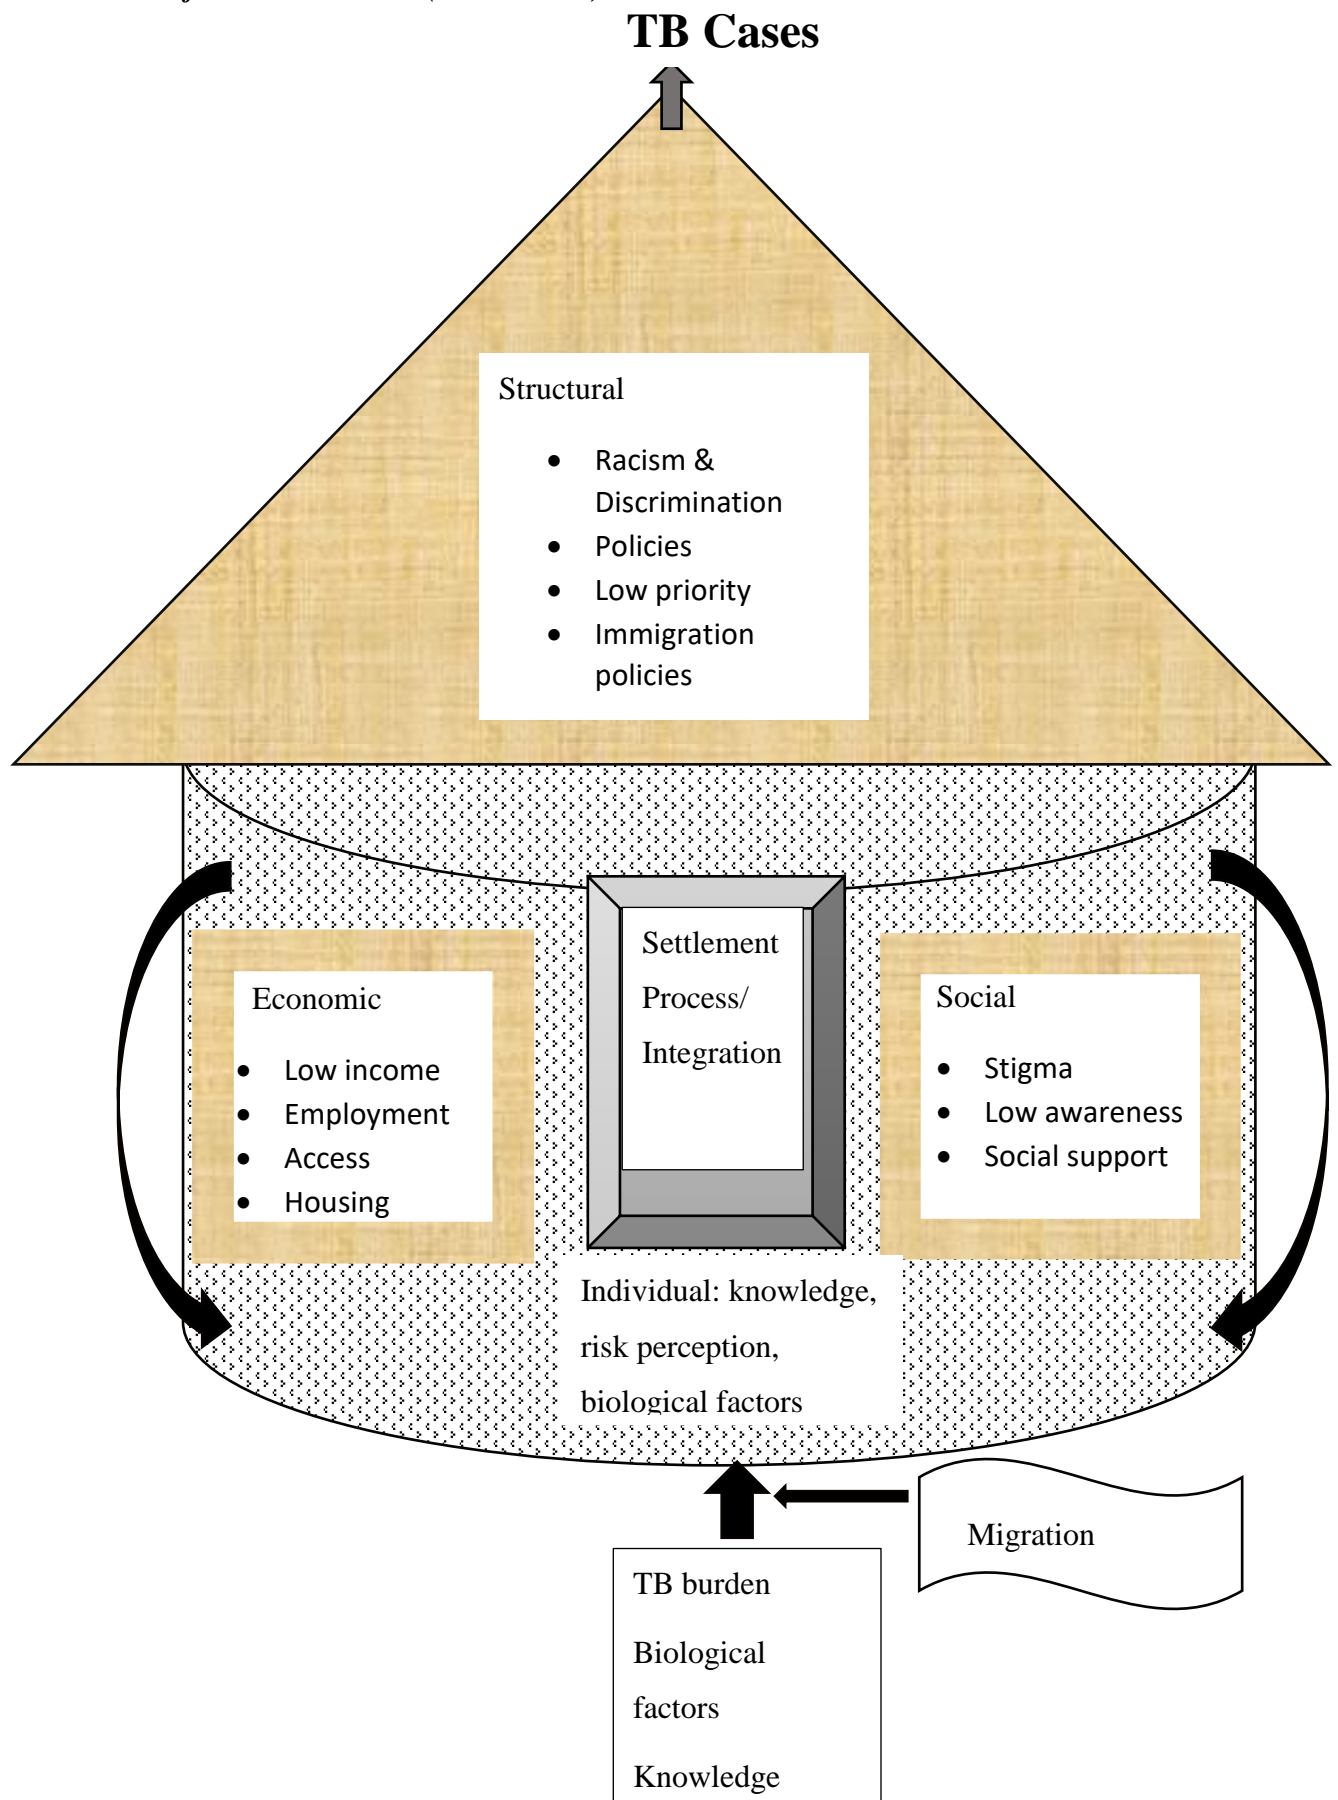 TB Cases
Structural
• Racism &
Discrimination
• Policies
• Low priority
• Immigration
policies
Economic
• Low income
• Employment
• Access
• Housing
Settlement
Process/
Integration
Social
• Stigma
• Low awareness
• Social support
Individual: knowledge,
risk perception,
biological factors
Migration
TB burden
Biological
factors
Knowledge